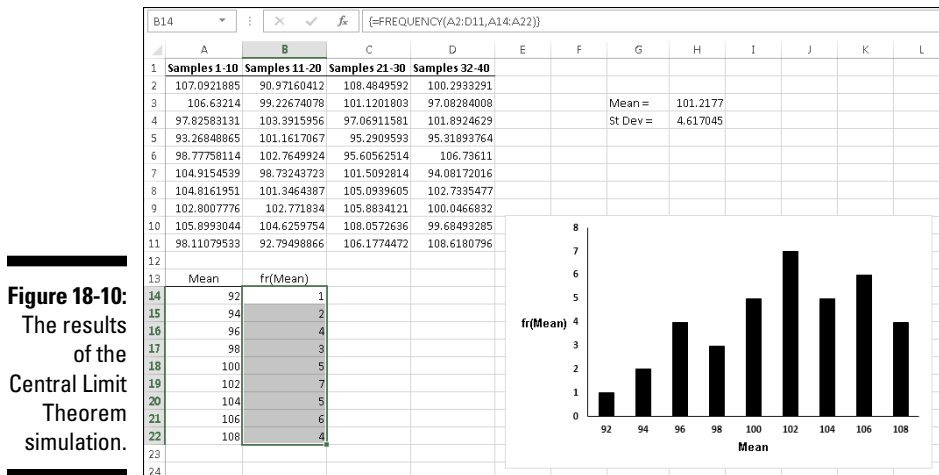 B14 fx {=FREQUENCY(A2:D11,A14:A22)}
A B C D E F G H I J K L
1 Samples 1-10 Samples 11-20 Samples 21-30 Samples 32-40
2 107.0921885 90.97160412 108.4849592 100.2933291
3 106.63214 99.22674078 101.1201803 97.08284008 Mean = 101.2177
4 97.82583131 103.3915956 97.06911581 101.8924629 St Dev = 4.617045
5 93.26848865 101.1617067 95.2909593 95.31893764
6 98.77758114 102.7649924 95.60562514 106.73611
7 104.9154539 98.73243723 101.5092814 94.08172016
8 104.8161951 101.3464387 105.0939605 102.7335477
9 102.8007776 102.771834 105.8834121 100.0466832
10 105.8993044 104.6259754 108.0572636 99.68493285
11 98.11079533 92.79498866 106.1774472 108.6180796
12
13 Mean fr(Mean)
14 92 1
15 94 2
16 96 4
17 98 3
18 100 5
19 102 7
20 104 5
21 106 6
22 108 4
23
24
8
7
6
5
fr(Mean) 4
3
2
1
0
92 94 96 98 100 102 104 106 108
Mean
Figure 18-10:
The results
of the
Central Limit
Theorem
simulation.